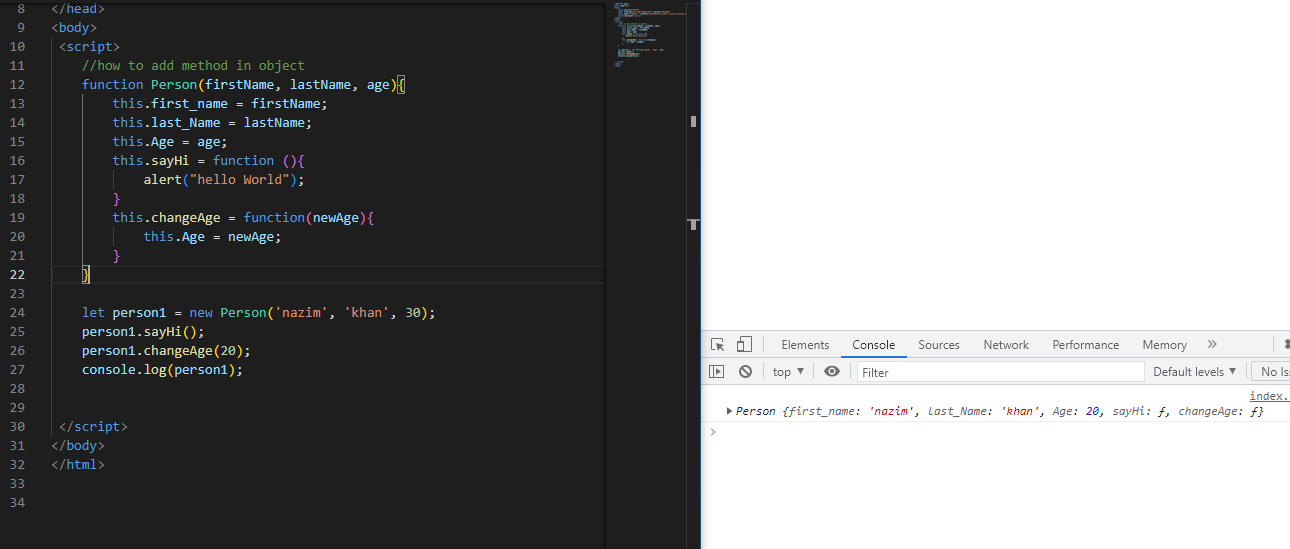 8 </head>
9 <body>
10 <script>
11 //how to add method in object
12 function Person(firstName, lastName, age){
13 this.first_name = firstName;
14 this.last_Name = lastName;
15 this.Age = age;
16 this.sayHi = function (){
17 alert("hello World");
18 }
19 this.changeAge = function(newAge){
20 this.Age = newAge;
21 }
22 }
23
24 let person1 = new Person('nazim', 'khan', 30);
25 person1.sayHi();
26 person1.changeAge(20);
27 console.log(person1);
28
29
30 </script>
31 </body>
32 </html>
33
34
Elements Console Sources Network Performance Memory »
top ▼ Filter Default levels ▼ No Iss
index.
▶ Person {first_name: 'nazim', last_Name: 'khan', Age: 20, sayHi: ƒ, changeAge: ƒ}
>